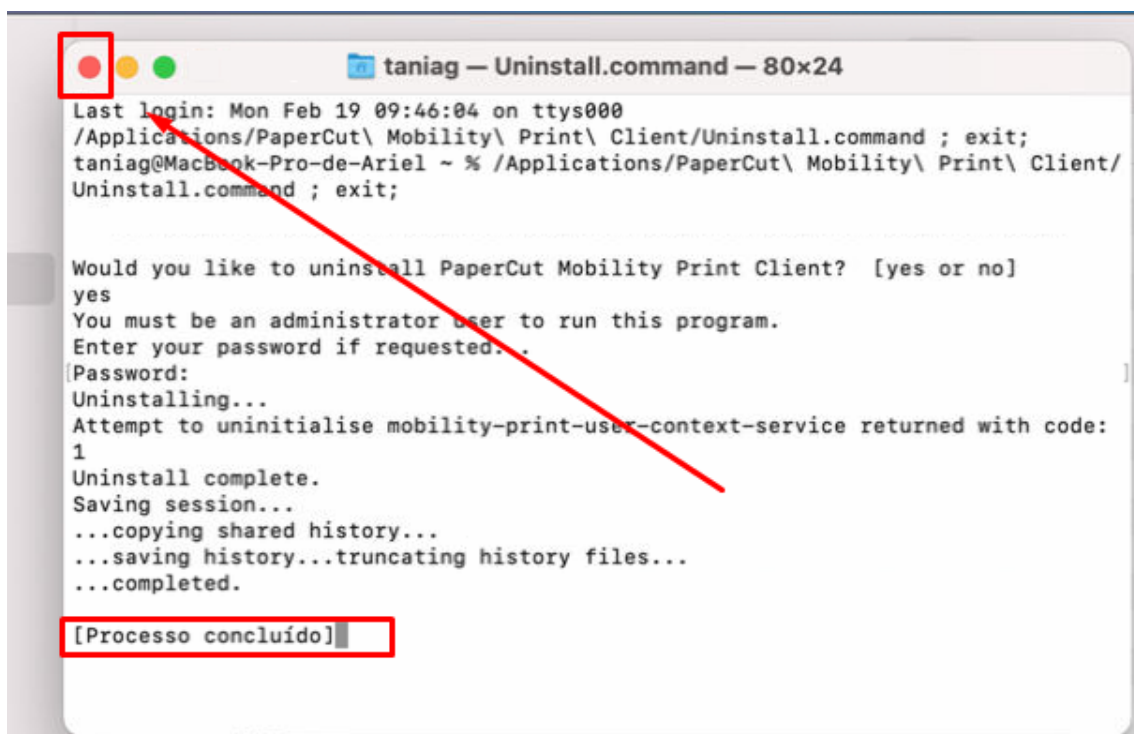 taniag — Uninstall.command — 80×24
Last login: Mon Feb 19 09:46:04 on ttys000
/Applications/PaperCut\ Mobility\ Print\ Client/Uninstall.command ; exit;
taniag@MacBook-Pro-de-Ariel ~ % /Applications/PaperCut\ Mobility\ Print\ Client/
Uninstall.command ; exit;
Would you like to uninstall PaperCut Mobility Print Client?  [yes or no]
yes
You must be an administrator user to run this program.
Enter your password if requested...
[Password: ]
Uninstalling...
Attempt to uninitialise mobility-print-user-context-service returned with code:
1
Uninstall complete.
Saving session...
...copying shared history...
...saving history...truncating history files...
...completed.
[Processo concluído]